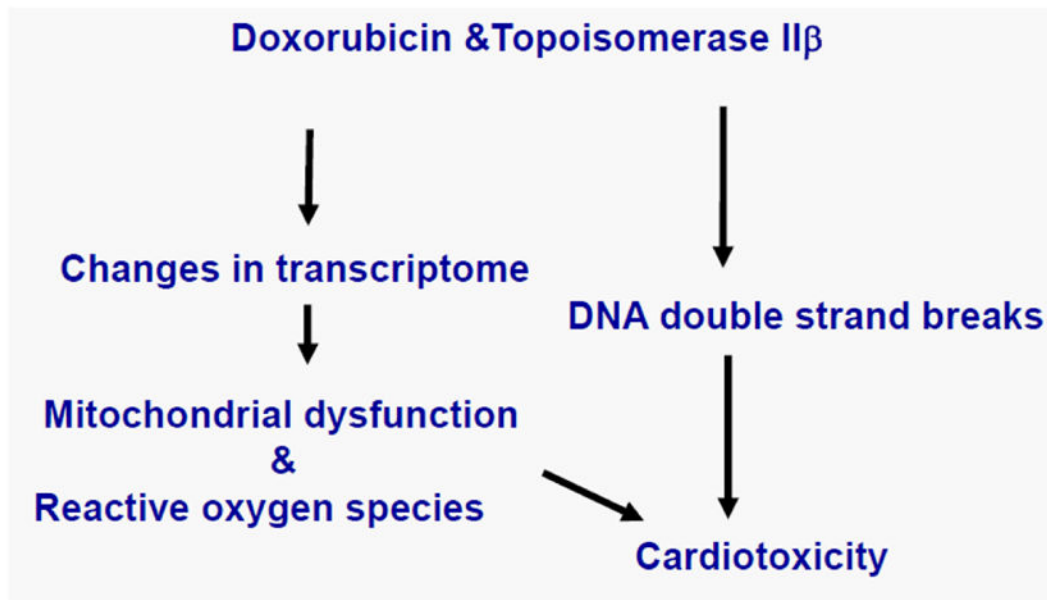 Doxorubicin &Topoisomerase IIβ
Changes in transcriptome
DNA double strand breaks
Mitochondrial dysfunction
&
Reactive oxygen species
Cardiotoxicity